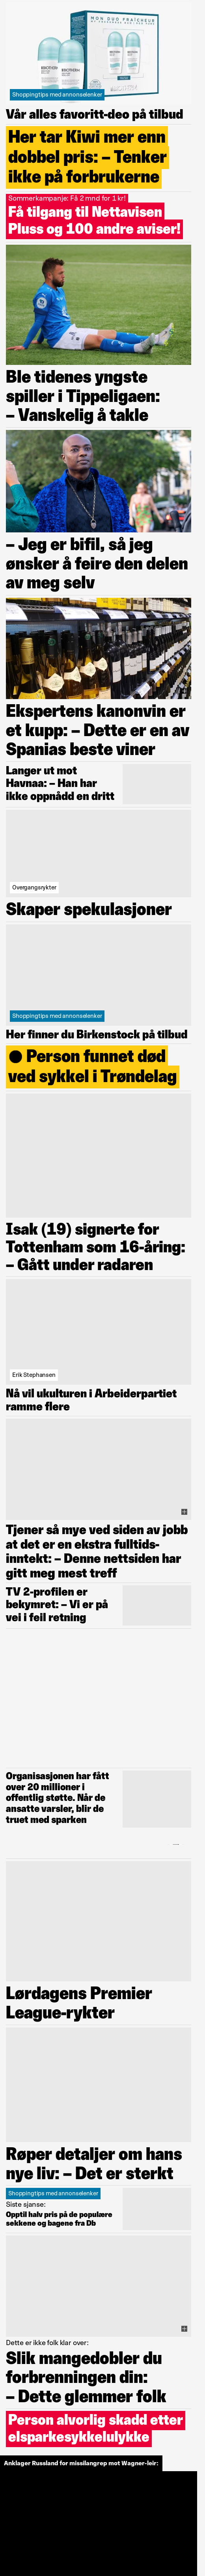 MON DUO FRAÎCHEUR
BIOTHERM
Shoppingtips med annonselenker
Vår alles favoritt-deo på tilbud
Her tar Kiwi mer enn
dobbel pris: – Tenker
ikke på forbrukerne
Sommerkampanje: Få 2 mnd for 1 kr!
Få tilgang til Nettavisen
Pluss og 100 andre aviser!
Ble tidenes yngste
spiller i Tippeligaen:
– Vanskelig å takle
– Jeg er bifil, så jeg
ønsker å feire den delen
av meg selv
Ekspertens kanonvin er
et kupp: – Dette er en av
Spanias beste viner
Langer ut mot
Havnaa: – Han har
ikke oppnådd en dritt
Overgangsrykter
Skaper spekulasjoner
Shoppingtips med annonselenker
Her finner du Birkenstock på tilbud
● Person funnet død
ved sykkel i Trøndelag
Isak (19) signerte for
Tottenham som 16-åring:
– Gått under radaren
Erik Stephansen
Nå vil ukulturen i Arbeiderpartiet
ramme flere
Tjener så mye ved siden av jobb
at det er en ekstra fulltids-
inntekt: – Denne nettsiden har
gitt meg mest treff
TV 2-profilen er
bekymret: – Vi er på
vei i feil retning
Organisasjonen har fått
over 20 millioner i
offentlig støtte. Når de
ansatte varsler, blir de
truet med sparken
Lørdagens Premier
League-rykter
Røper detaljer om hans
nye liv: – Det er sterkt
Shoppingtips med annonselenker
Siste sjanse:
Opptil halv pris på de populære
sekkene og bagene fra Db
Dette er ikke folk klar over:
Slik mangedobler du
forbrenningen din:
– Dette glemmer folk
Person alvorlig skadd etter
elsparkesykkelulykke
Anklager Russland for missilangrep mot Wagner-leir: